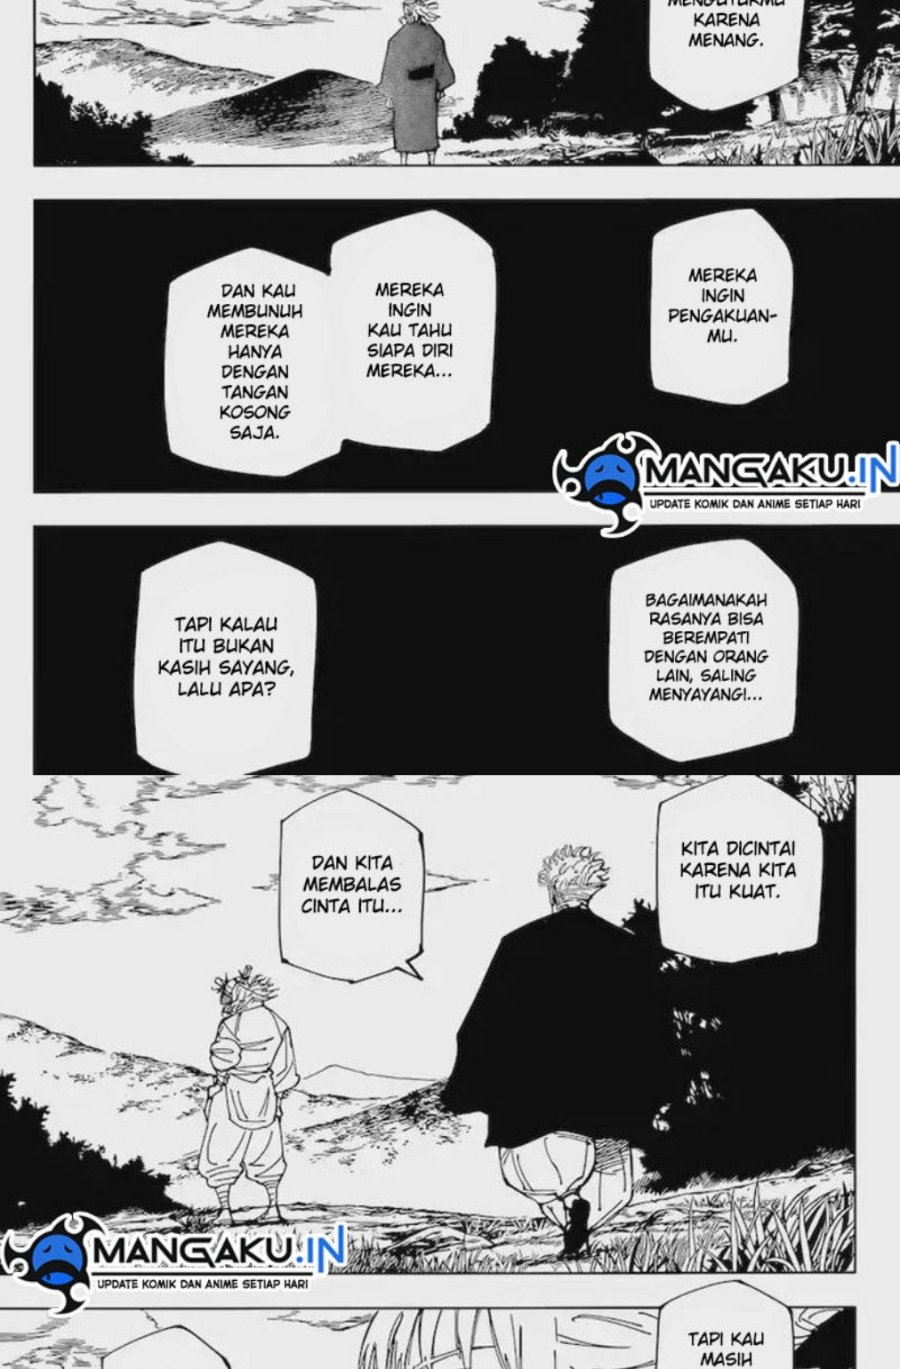 MENGUTUKMU
KARENA
MENANG.
MEREKA
INGIN
PENGAKUAN-
MU.
MEREKA
INGIN
KAU TAHU
SIAPA DIRI
MEREKA...
DAN KAU
MEMBUNUH
MEREKA
HANYA
DENGAN
TANGAN
KOSONG
SAJA.
MANGAKU.IN
UPDATE KOMIK DAN ANIME SETIAP HARI
BAGAIMANAKAH
RASANYA BISA
BEREMPATI
DENGAN ORANG
LAIN, SALING
MENYAYANGI...
TAPI KALAU
ITU BUKAN
KASIH SAYANG,
LALU APA?
KITA DICINTAI
KARENA KITA
ITU KUAT.
DAN KITA
MEMBALAS
CINTA ITU...
MANGAKU.IN
UPDATE KOMIK DAN ANIME SETIAP HARI
TAPI KAU
MASIH